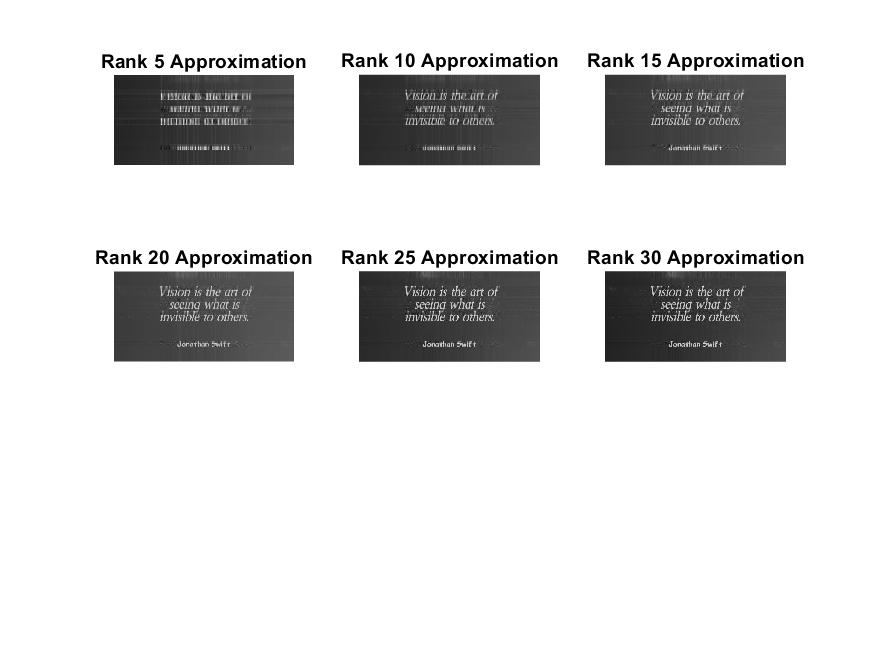 Rank 5 Approximation
Rank 10 Approximation
Rank 15 Approximation
Vision is the art of
seeing what is
invisible to others.
Vision is the art of
seeing what is
invisible to others.
Jonathan Swift
Rank 20 Approximation
Rank 25 Approximation
Rank 30 Approximation
Vision is the art of
seeing what is
invisible to others.
Jonathan Swift
Vision is the art of
seeing what is
invisible to others.
Jonathan Swift
Vision is the art of
seeing what is
invisible to others.
Jonathan Swift